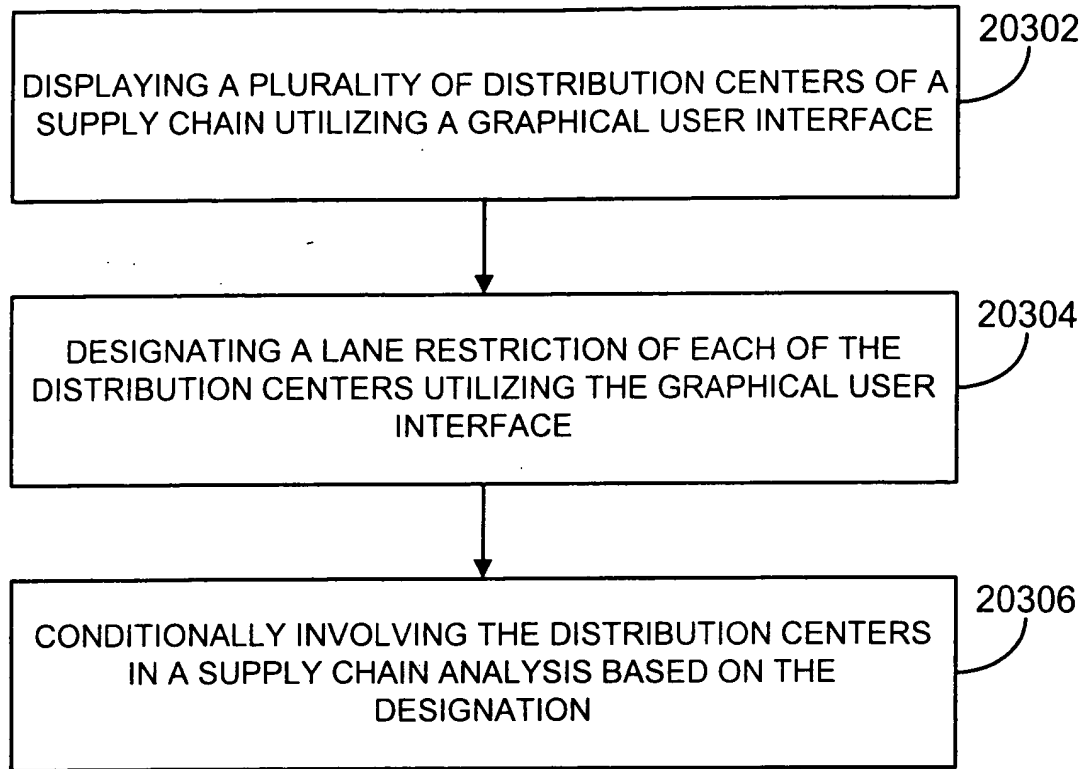 20302
DISPLAYING A PLURALITY OF DISTRIBUTION CENTERS OF A
SUPPLY CHAIN UTILIZING A GRAPHICAL USER INTERFACE
20304
DESIGNATING A LANE RESTRICTION OF EACH OF THE
DISTRIBUTION CENTERS UTILIZING THE GRAPHICAL USER
INTERFACE
20306
CONDITIONALLY INVOLVING THE DISTRIBUTION CENTERS
IN A SUPPLY CHAIN ANALYSIS BASED ON THE
DESIGNATION